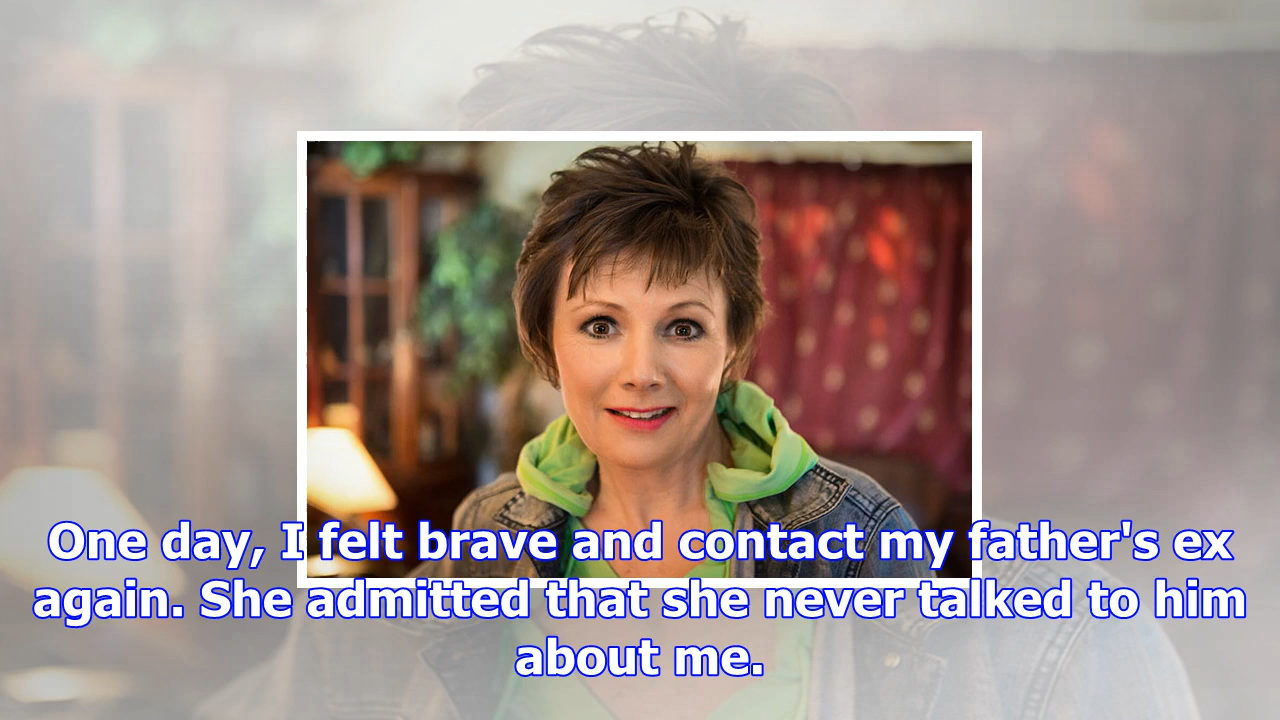 One day, I felt brave and contact my father's ex
again. She admitted that she never talked to him
about me.